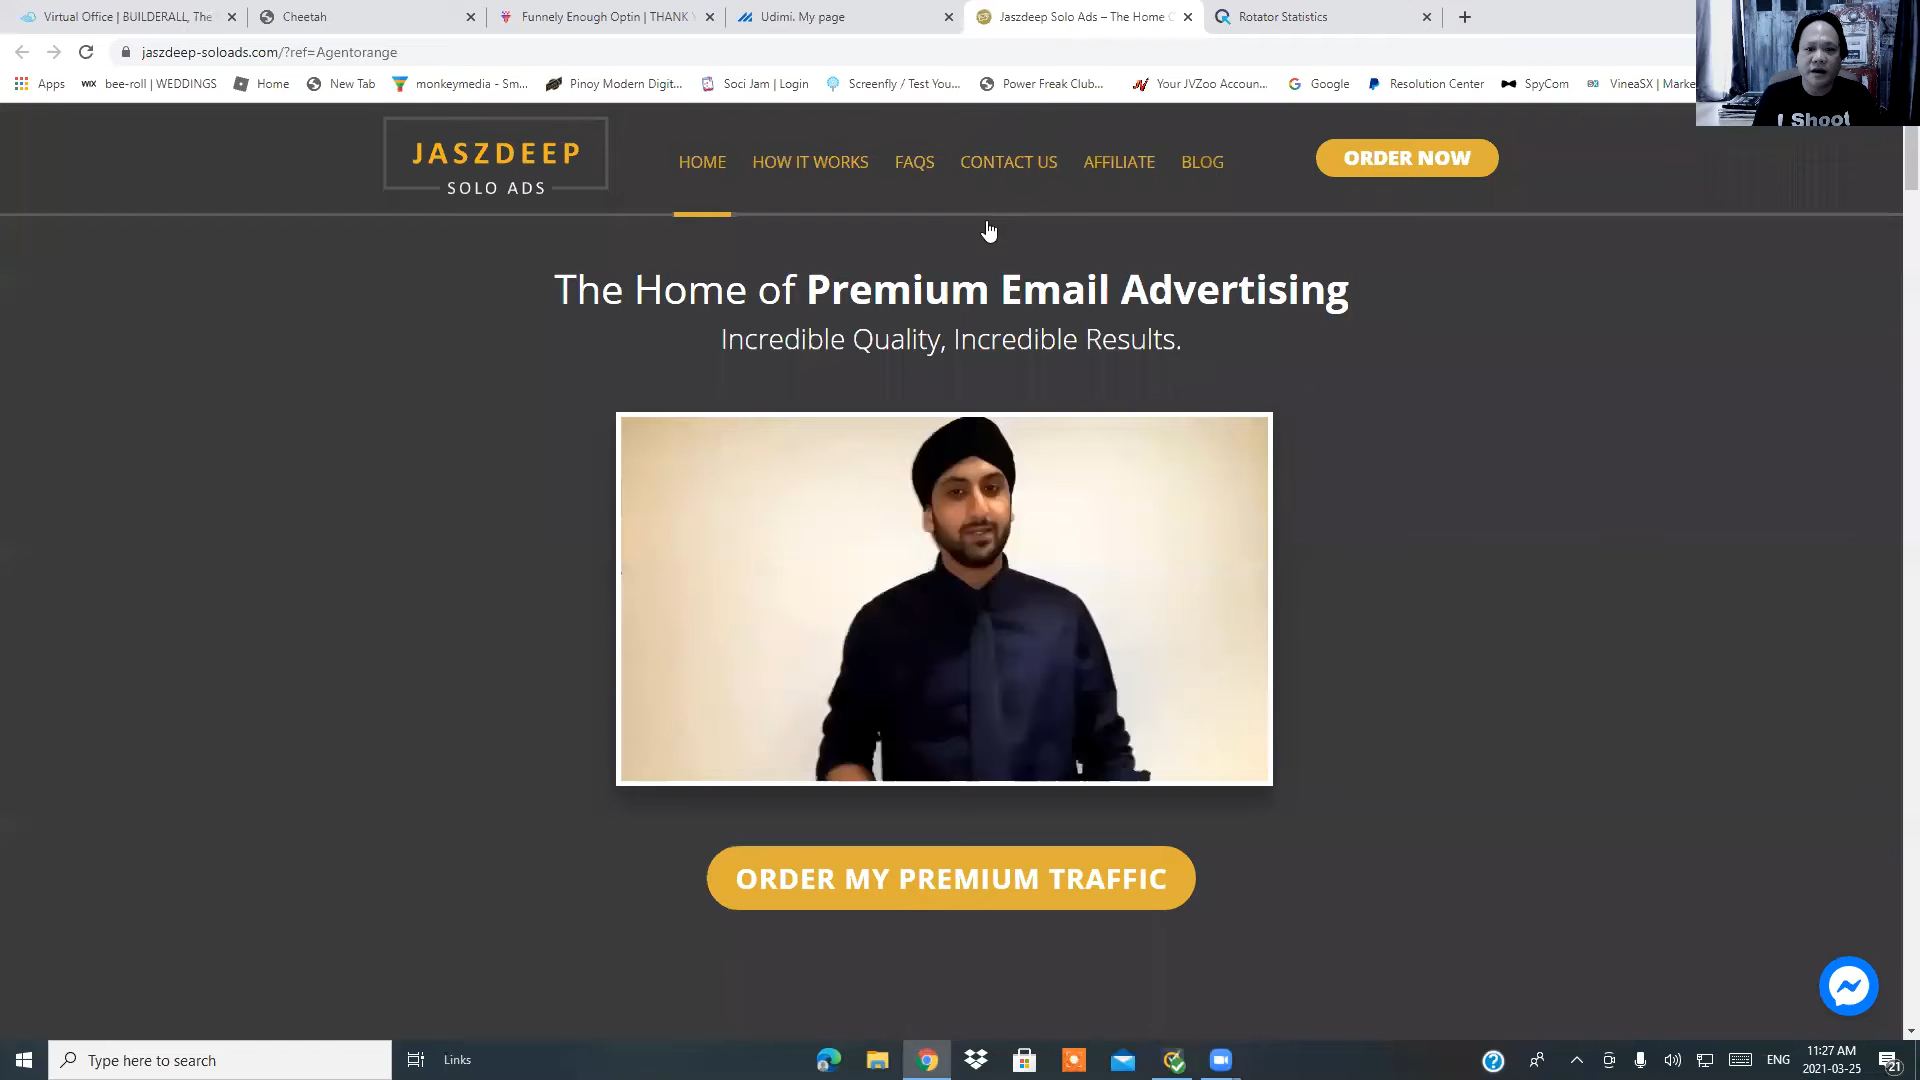 Virtual Office | BUILDERALL, The
Cheetah
Funnely Enough Optin | THANK
Udimi. My page
Jaszdeep Solo Ads – The Home
Rotator Statistics
jaszdeep-soloads.com/?ref=Agentorange
Apps
WIX
bee-roll | WEDDINGS
Home
New Tab
monkeymedia - Sm...
Pinoy Modern Digit...
Soci Jam | Login
Screenfly / Test You...
Power Freak Club...
Your JVZoo Accoun...
Google
Resolution Center
SpyCom
VineaSX | Marke
I Shoot
JASZDEEP
SOLO ADS
HOME
HOW IT WORKS
FAQS
CONTACT US
AFFILIATE
BLOG
ORDER NOW
The Home of Premium Email Advertising
Incredible Quality, Incredible Results.
ORDER MY PREMIUM TRAFFIC
Type here to search
Links
ENG
11:27 AM
2021-03-25
21